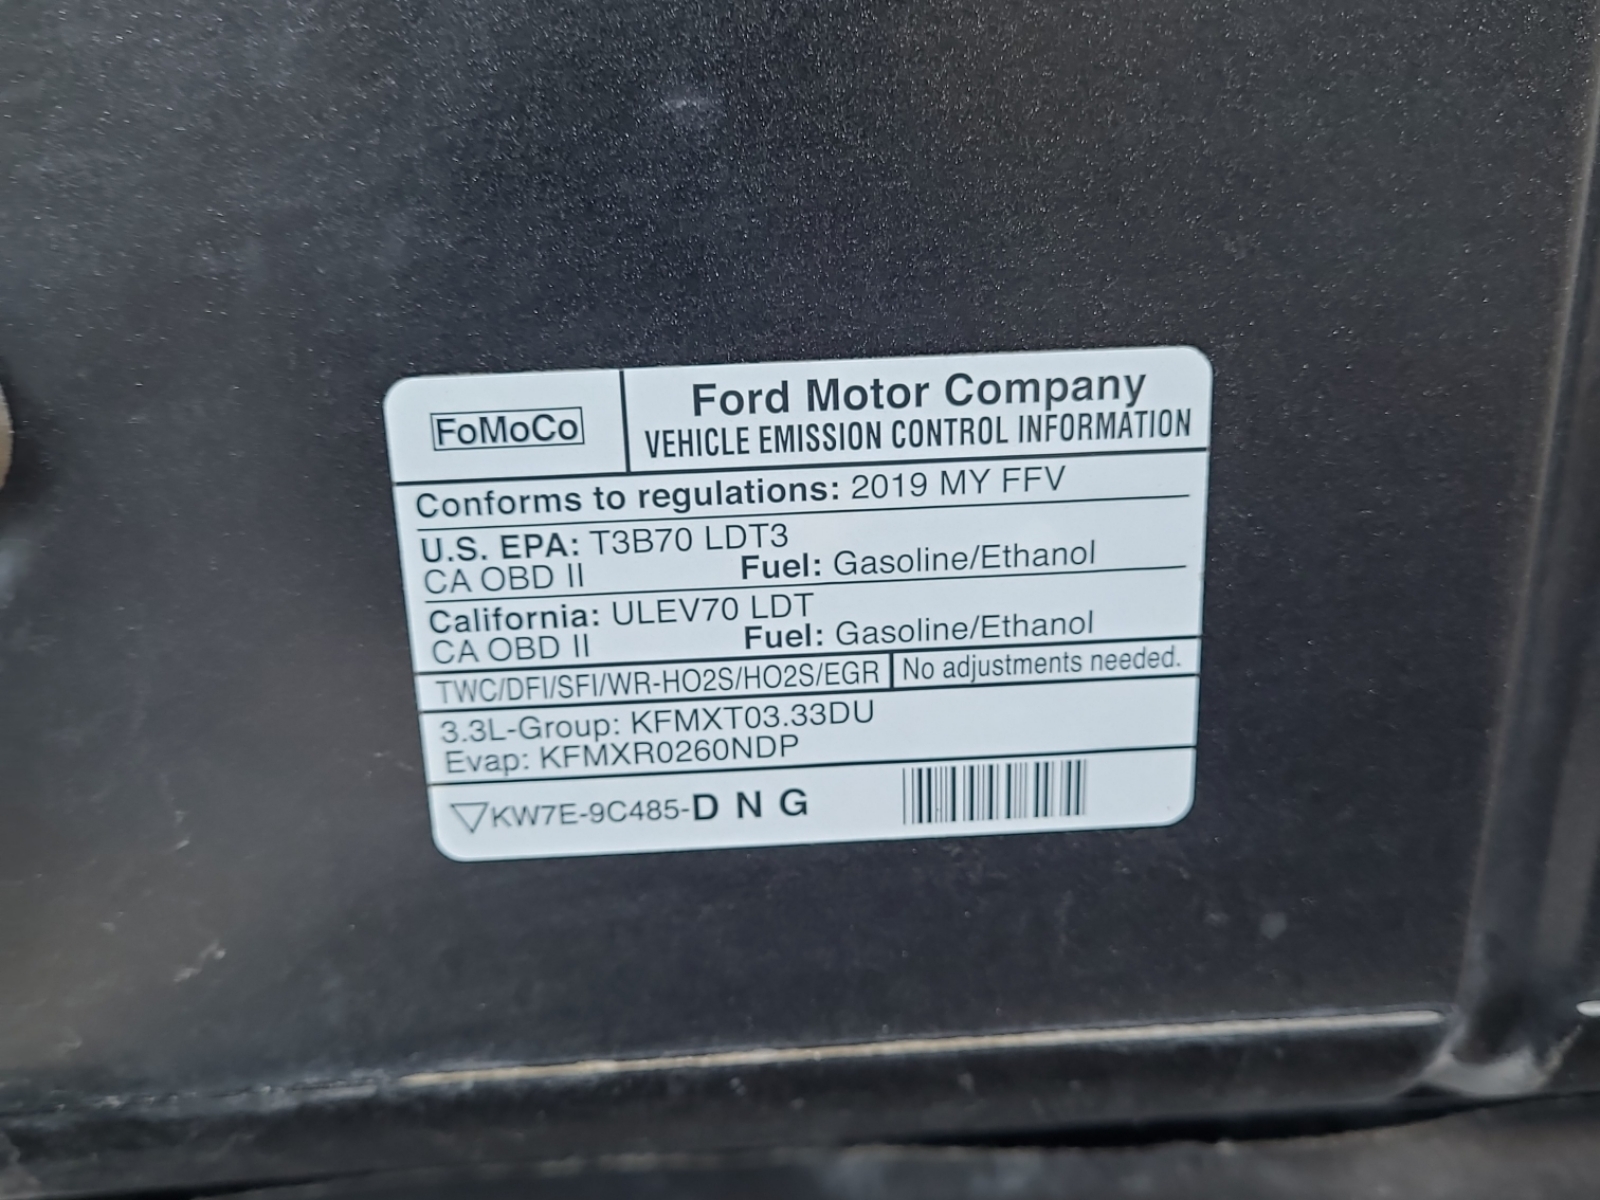 FoMoCo
Ford Motor Company
VEHICLE EMISSION CONTROL INFORMATION
Conforms to regulations: 2019 MY FFV
U.S. EPA: T3B70 LDT3
CA OBD II Fuel: Gasoline/Ethanol
California: ULEV70 LDT
CA OBD II Fuel: Gasoline/Ethanol
TWC/DFI/SFI/WR-HO2S/HO2S/EGR No adjustments needed.
3.3L-Group: KFMXT03.33DU
Evap: KFMXR0260NDP
▽KW7E-9C485-D N G